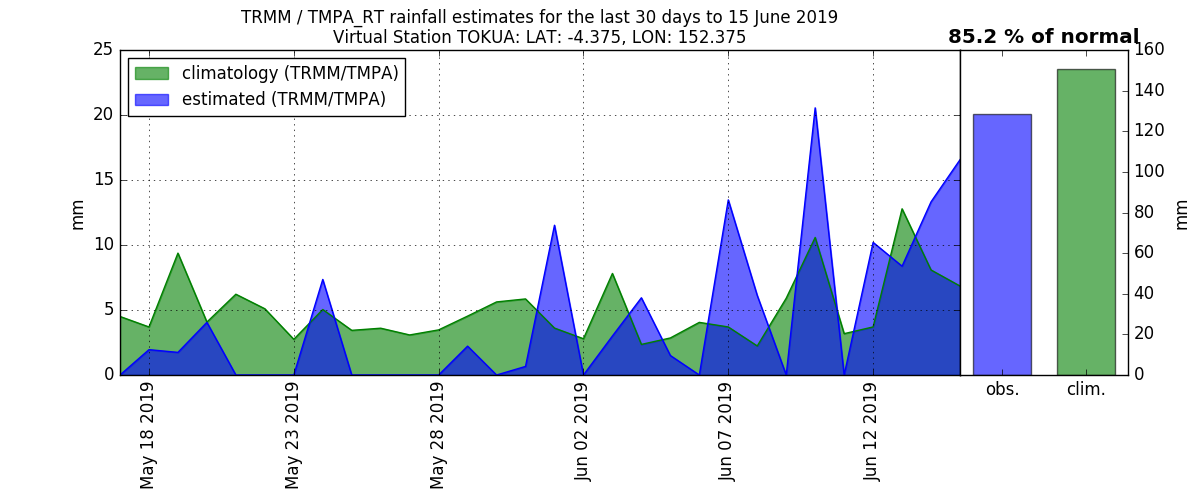 TRMM / TMPA_RT rainfall estimates for the last 30 days to 15 June 2019
Virtual Station TOKUA: LAT: -4.375, LON: 152.375
85.2 % of normal
climatology (TRMM/TMPA)
estimated (TRMM/TMPA)
25
20
15
10
5
0
mm
May 18 2019
May 23 2019
May 28 2019
Jun 02 2019
Jun 07 2019
Jun 12 2019
160
140
120
100
80
60
40
20
0
mm
obs.
clim.